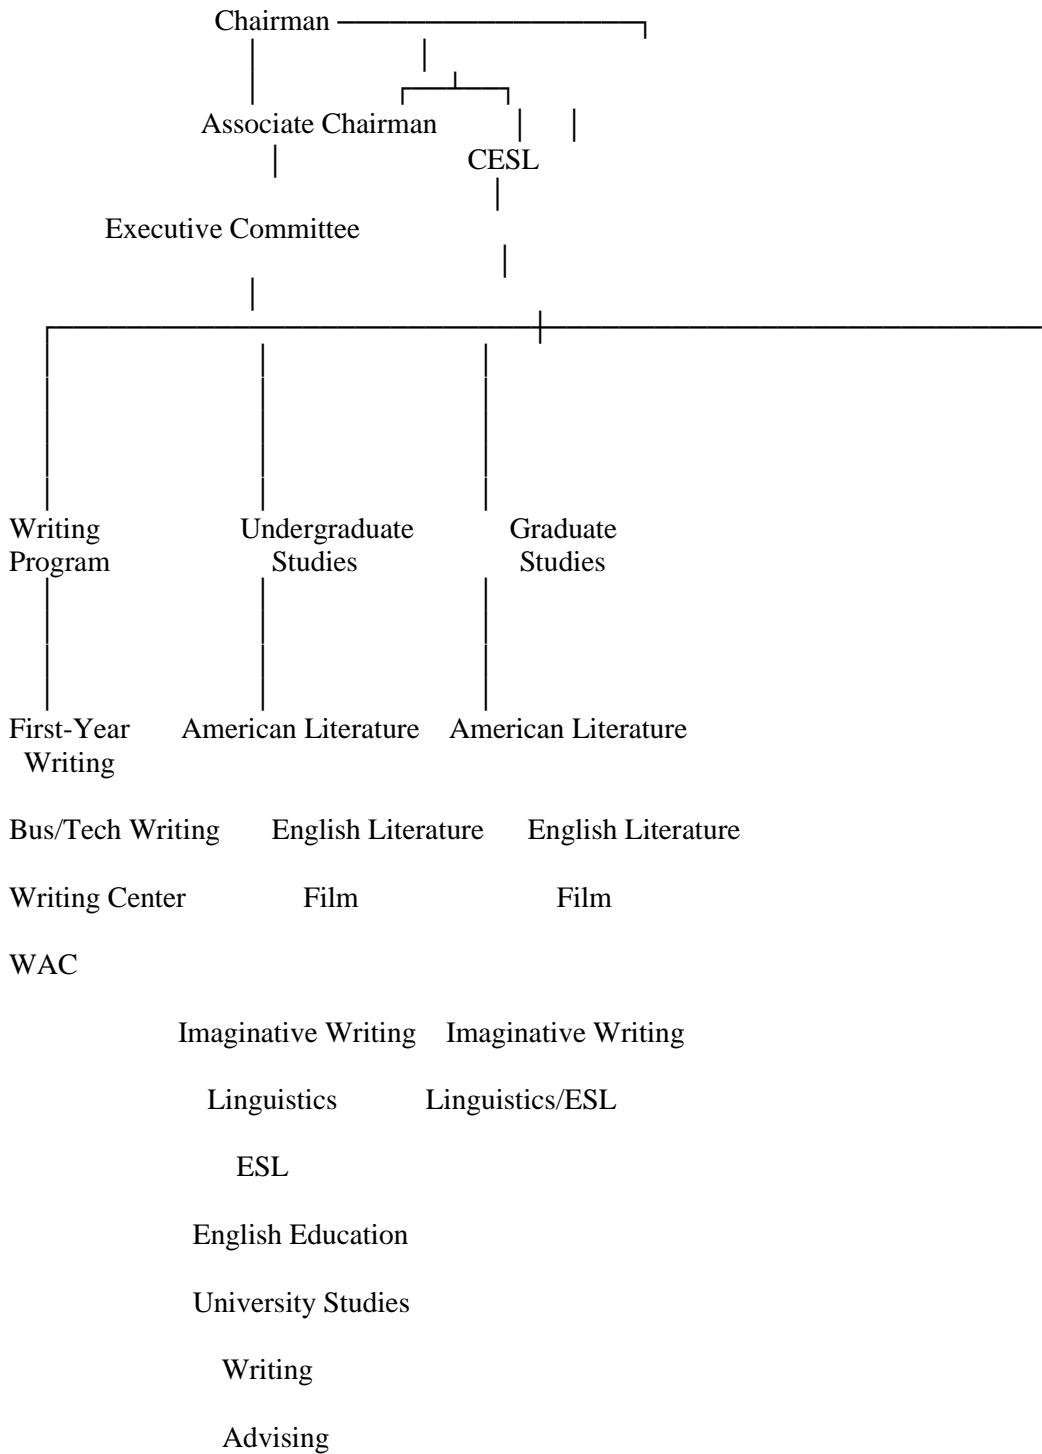 Chairman
Associate Chairman
CESL
Executive Committee
Writing Undergraduate Graduate
Program Studies Studies
First-Year American Literature American Literature
Writing
Bus/Tech Writing English Literature English Literature
Writing Center Film Film
WAC
Imaginative Writing Imaginative Writing
Linguistics Linguistics/ESL
ESL
English Education
University Studies
Writing
Advising